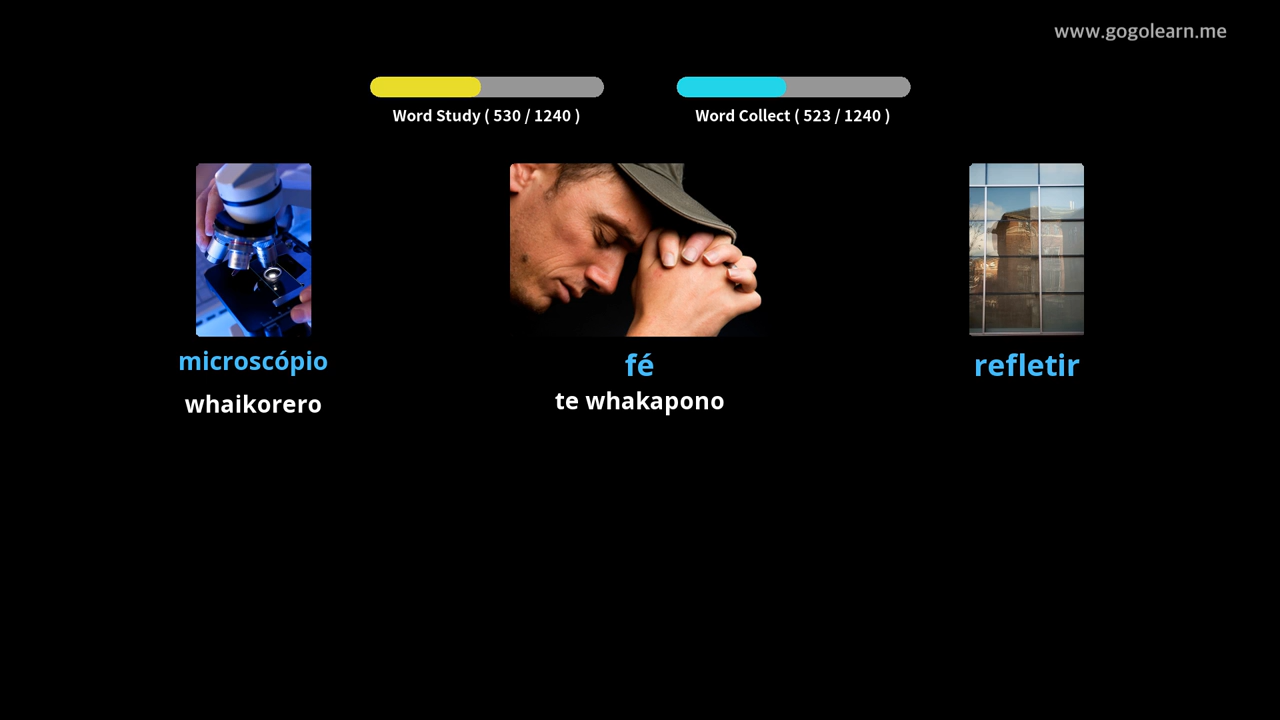 www.gogolearn.me
Word Study ( 530 / 1240 )
Word Collect ( 523 / 1240 )
microscópio
whaikorero
fé
te whakapono
refletir